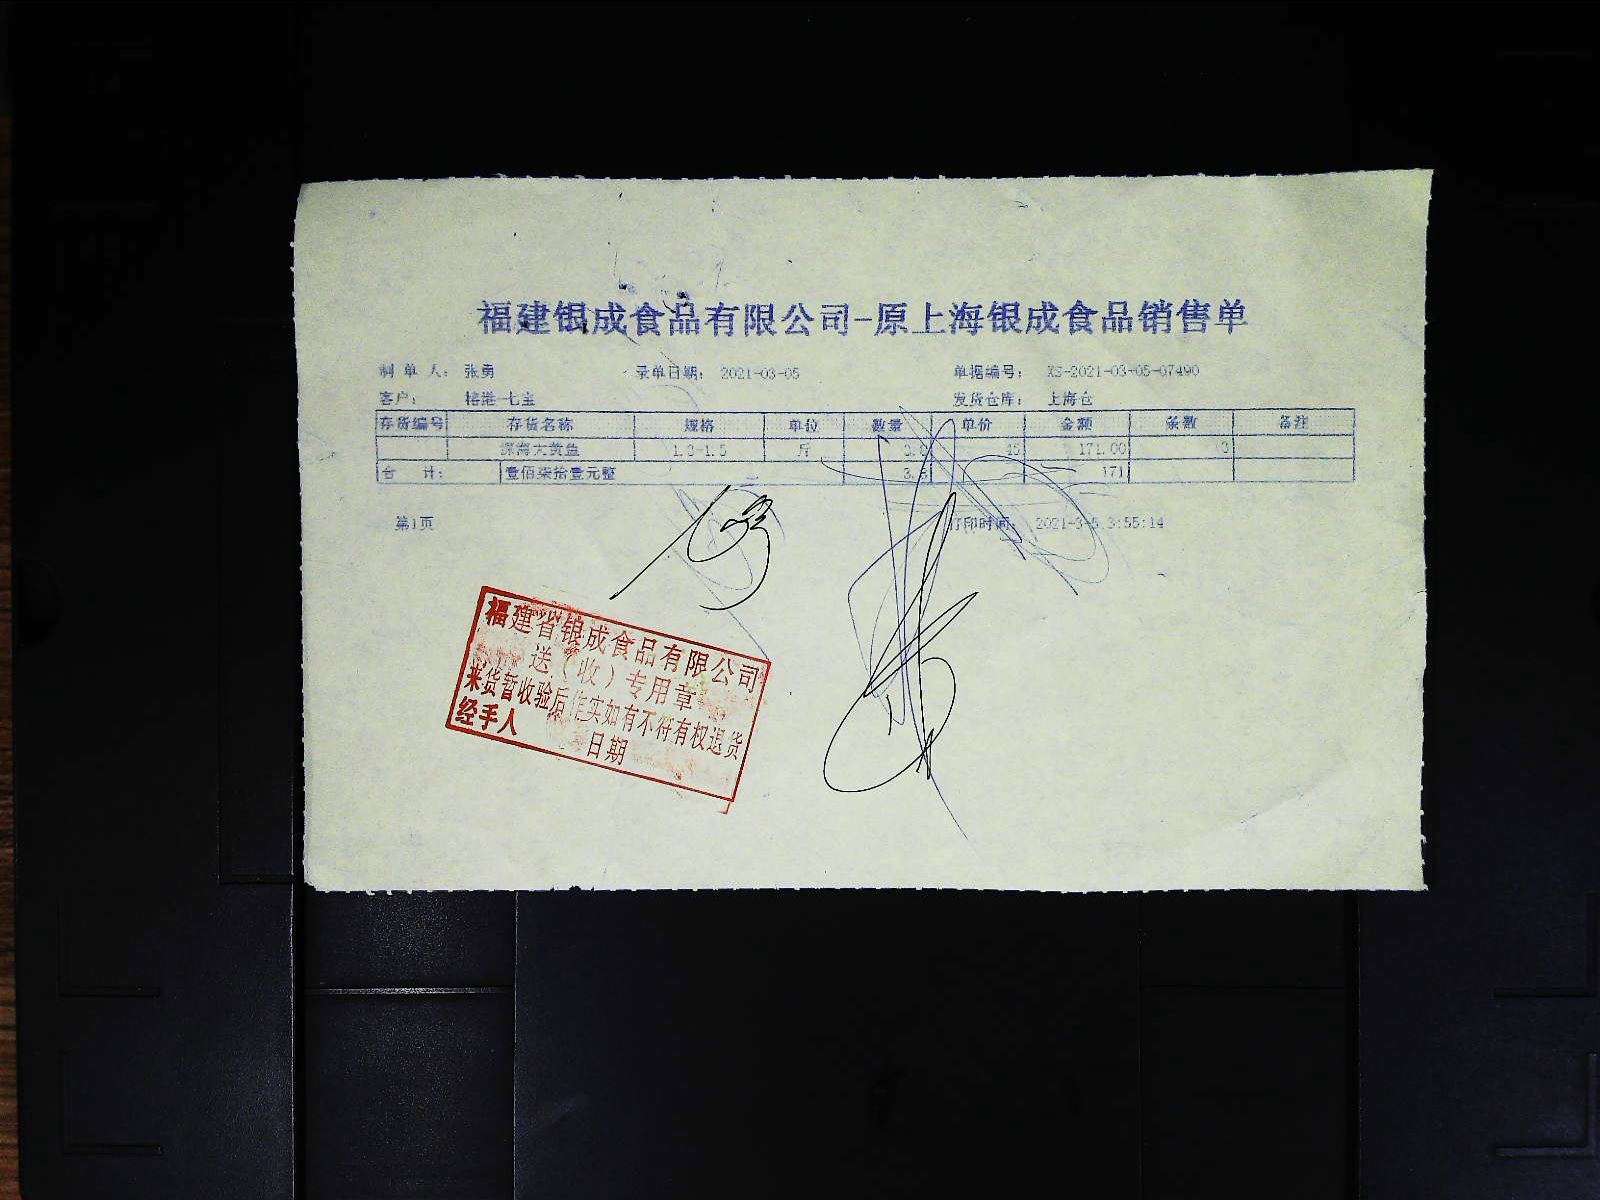 福建银成食品有限公司-原上海银成食品销售单
制单人: 张勇 录单日期: 2021-03-05 单据编号: XS-2021-03-05-07490
客户: 榕港-七宝 发货仓库: 上海仓
存货编号 存货名称 规格 单位 数量 单价 金额 条数 备注
深海大黄鱼 1.3-1.5 斤 3.8 45 171.00 3
合计: 壹佰柒拾壹元整 3.8 171
第1页 打印时间: 2021-3-5,3:55:14
福建省银成食品有限公司
送(收)专用章
来货暂收验后作实如有不符有权退货
经手人 日期